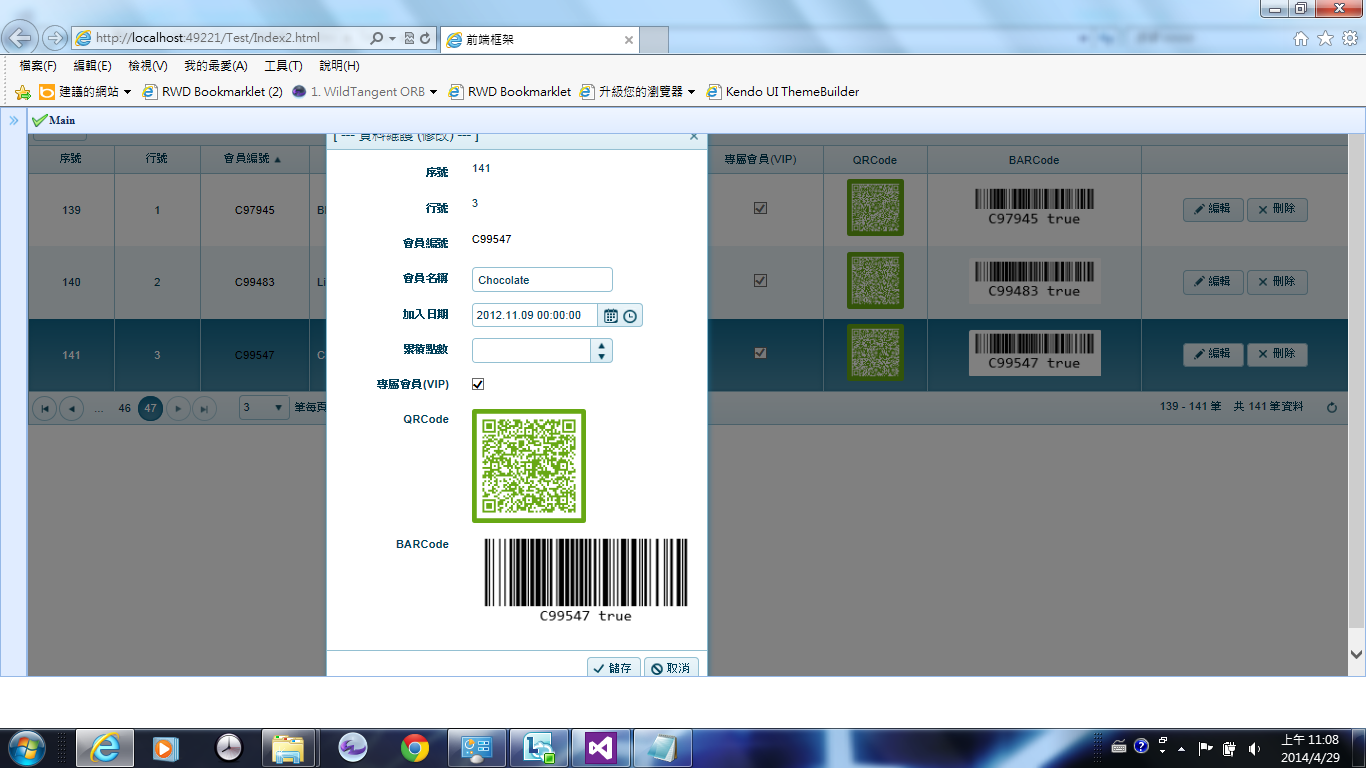 http://localhost:49221/Test/Index2.html
前端框架
檔案(F) 編輯(E) 檢視(V) 我的最愛(A) 工具(T) 說明(H)
建議的網站 RWD Bookmarklet (2) 1. WildTangent ORB RWD Bookmarklet 升級您的瀏覽器 Kendo UI ThemeBuilder
Main
[ --- 資料維護 (修改) --- ]
序號 行號 會員編號 專屬會員(VIP) QRCode BARCode
139 1 C97945 C97945 true 編輯 刪除
140 2 C99483 Li C99483 true 編輯 刪除
141 3 C99547 C C99547 true 編輯 刪除
... 46 47 3 筆每頁 139 - 141 筆 共 141 筆資料
序號 141
行號 3
會員編號 C99547
會員名稱 Chocolate
加入日期 2012.11.09 00:00:00
累積點數
專屬會員(VIP)
QRCode
BARCode
C99547 true
儲存 取消
上午 11:08
2014/4/29